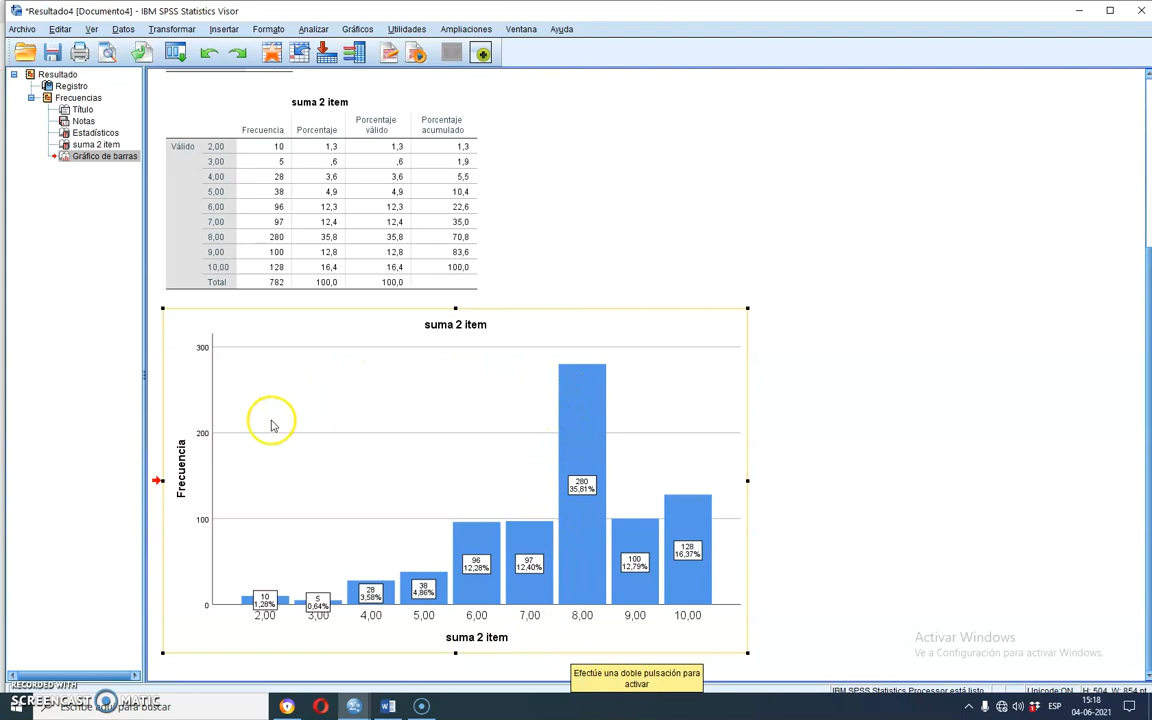 *Resultado4 [Documento4] - IBM SPSS Statistics Visor
Archivo Editar Ver Datos Transformar Insertar Formato Analizar Gráficos Utilidades Ampliaciones Ventana Ayuda
Resultado
Registro
Frecuencias
Título
Notas
Estadísticos
suma 2 item
Gráfico de barras
suma 2 item
Frecuencia Porcentaje Porcentaje válido Porcentaje acumulado
Válido 2,00 10 1,3 1,3 1,3
3,00 5 ,6 ,6 1,9
4,00 28 3,6 3,6 5,5
5,00 38 4,9 4,9 10,4
6,00 96 12,3 12,3 22,6
7,00 97 12,4 12,4 35,0
8,00 280 35,8 35,8 70,8
9,00 100 12,8 12,8 83,6
10,00 128 16,4 16,4 100,0
Total 782 100,0 100,0
suma 2 item
Frecuencia
300
200
100
0
10
1,28%
5
0,64%
28
3,58%
38
4,86%
96
12,28%
97
12,40%
280
35,81%
100
12,79%
128
16,37%
2,00 3,00 4,00 5,00 6,00 7,00 8,00 9,00 10,00
suma 2 item
Efectúe una doble pulsación para
activar
Activar Windows
Ve a Configuración para activar Windows.
IBM SPSS Statistics Processor está listo Unicode:ON H: 504, W: 854 pt
RECORDED WITH
SCREENCAST MATIC
Escribe aquí para buscar
ESP
15:18
04-06-2021